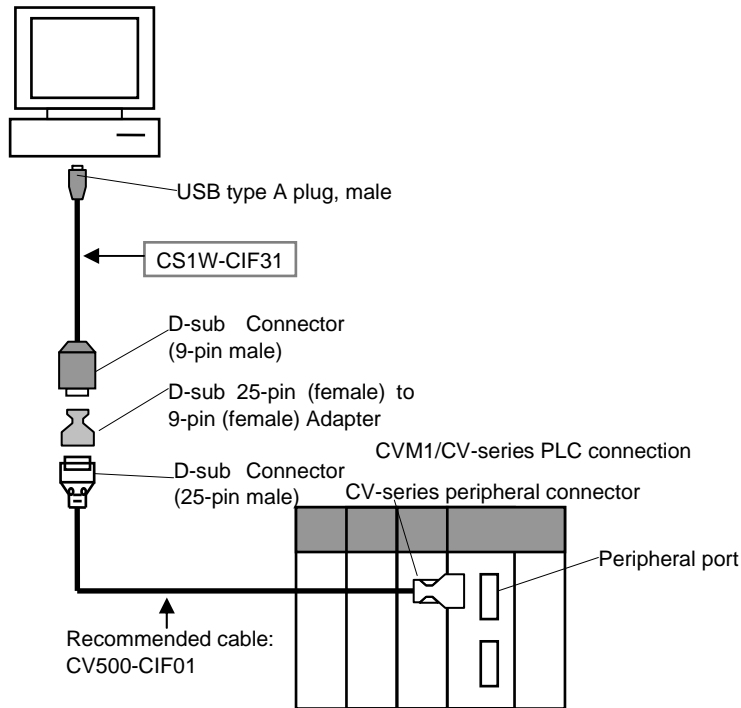 USB type A plug, male
CS1W-CIF31
D-sub Connector
(9-pin male)
D-sub 25-pin (female) to
9-pin (female) Adapter
CVM1/CV-series PLC connection
D-sub Connector
(25-pin male)
CV-series peripheral connector
Peripheral port
Recommended cable:
CV500-CIF01